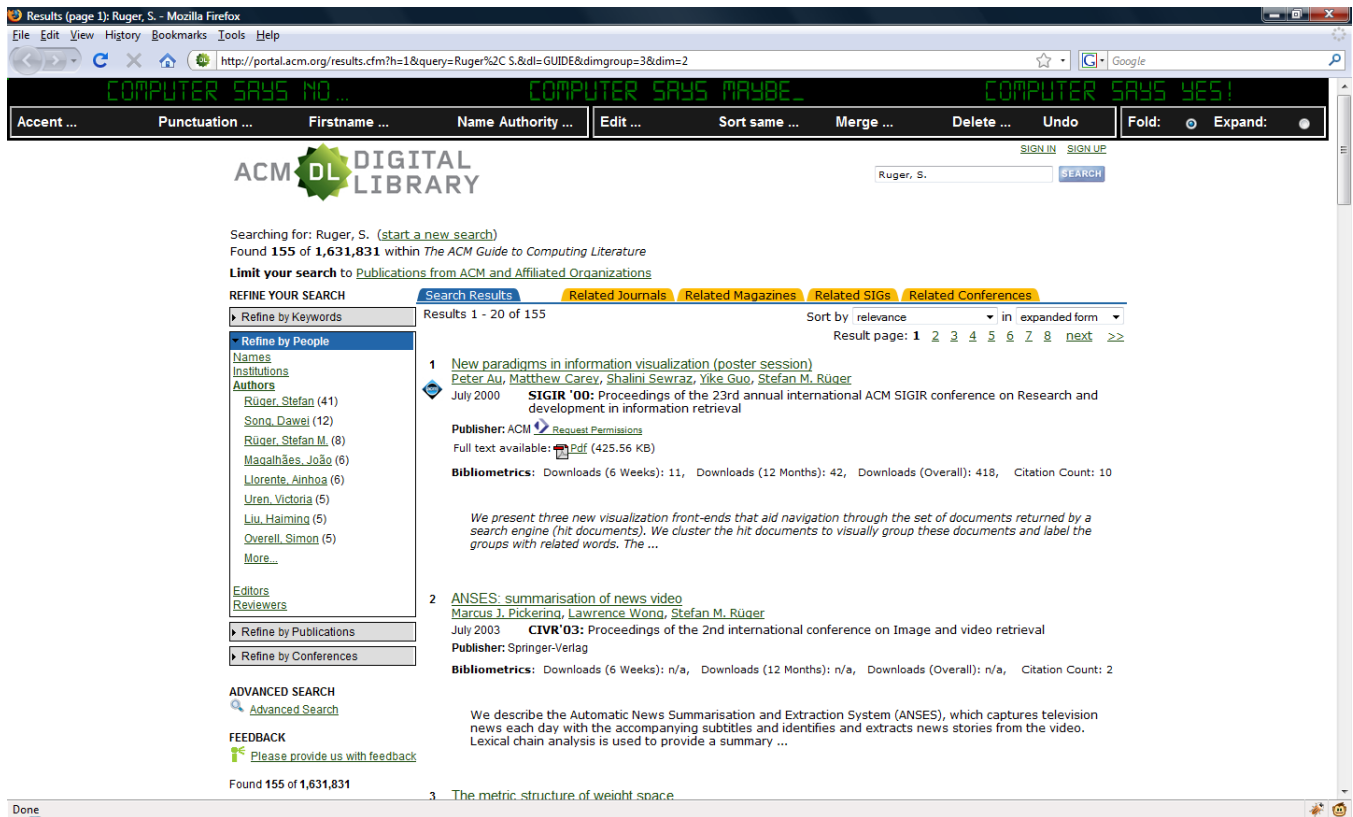 Results (page 1): Ruger, S. - Mozilla Firefox
File Edit View History Bookmarks Tools Help
http://portal.acm.org/results.cfm?h=1&query=Ruger%2C S.&dl=GUIDE&dimgroup=3&dim=2
G Google
COMPUTER SAYS NO... COMPUTER SAYS MAYBE_ COMPUTER SAYS YES!
Accent ... Punctuation ... Firstname ... Name Authority ... Edit ... Sort same ... Merge ... Delete ... Undo Fold: Expand:
SIGN IN SIGN UP
ACM DL DIGITAL LIBRARY
Ruger, S. SEARCH
Searching for: Ruger, S. (start a new search)
Found 155 of 1,631,831 within The ACM Guide to Computing Literature
Limit your search to Publications from ACM and Affiliated Organizations
REFINE YOUR SEARCH
Refine by Keywords
Refine by People
Names
Institutions
Authors
Rüger, Stefan (41)
Song, Dawei (12)
Rüger, Stefan M. (8)
Magalhães, João (6)
Llorente, Ainhoa (6)
Uren, Victoria (5)
Liu, Haiming (5)
Overell, Simon (5)
More...
Editors
Reviewers
Refine by Publications
Refine by Conferences
ADVANCED SEARCH
Advanced Search
FEEDBACK
Please provide us with feedback
Found 155 of 1,631,831
Search Results Related Journals Related Magazines Related SIGs Related Conferences
Results 1 - 20 of 155
Sort by relevance in expanded form
Result page: 1 2 3 4 5 6 7 8 next >>
1 New paradigms in information visualization (poster session)
Peter Au, Matthew Carey, Shalini Sewraz, Yike Guo, Stefan M. Rüger
July 2000 SIGIR '00: Proceedings of the 23rd annual international ACM SIGIR conference on Research and
development in information retrieval
Publisher: ACM Request Permissions
Full text available: Pdf (425.56 KB)
Bibliometrics: Downloads (6 Weeks): 11, Downloads (12 Months): 42, Downloads (Overall): 418, Citation Count: 10
We present three new visualization front-ends that aid navigation through the set of documents returned by a
search engine (hit documents). We cluster the hit documents to visually group these documents and label the
groups with related words. The ...
2 ANSES: summarisation of news video
Marcus J. Pickering, Lawrence Wong, Stefan M. Rüger
July 2003 CIVR'03: Proceedings of the 2nd international conference on Image and video retrieval
Publisher: Springer-Verlag
Bibliometrics: Downloads (6 Weeks): n/a, Downloads (12 Months): n/a, Downloads (Overall): n/a, Citation Count: 2
We describe the Automatic News Summarisation and Extraction System (ANSES), which captures television
news each day with the accompanying subtitles and identifies and extracts news stories from the video.
Lexical chain analysis is used to provide a summary ...
3 The metric structure of weight space
Done